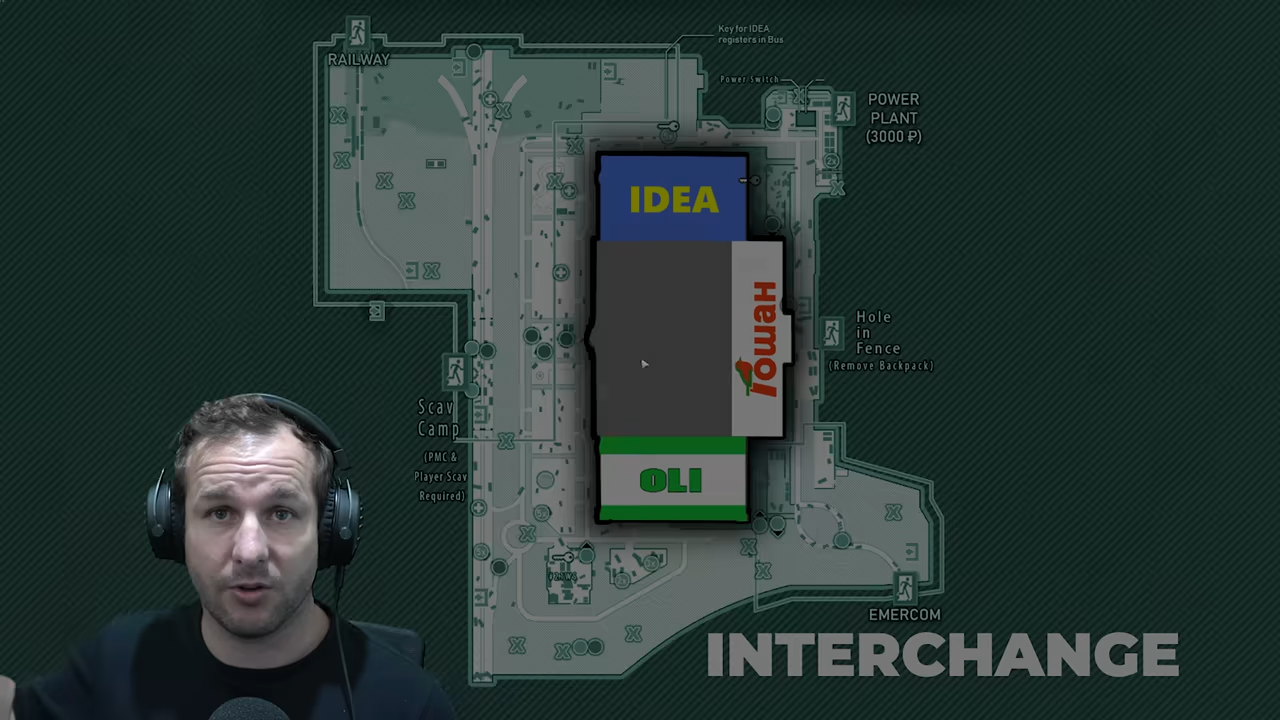 Key for IDEA
registers in Bus
RAILWAY
Power Switch
POWER
PLANT
(3000 ₽)
IDEA
Гошан
Hole
in
Fence
(Remove Backpack)
Scav
Camp
(PMC &
Player Scav
Required)
OLI
EMERCOM
INTERCHANGE